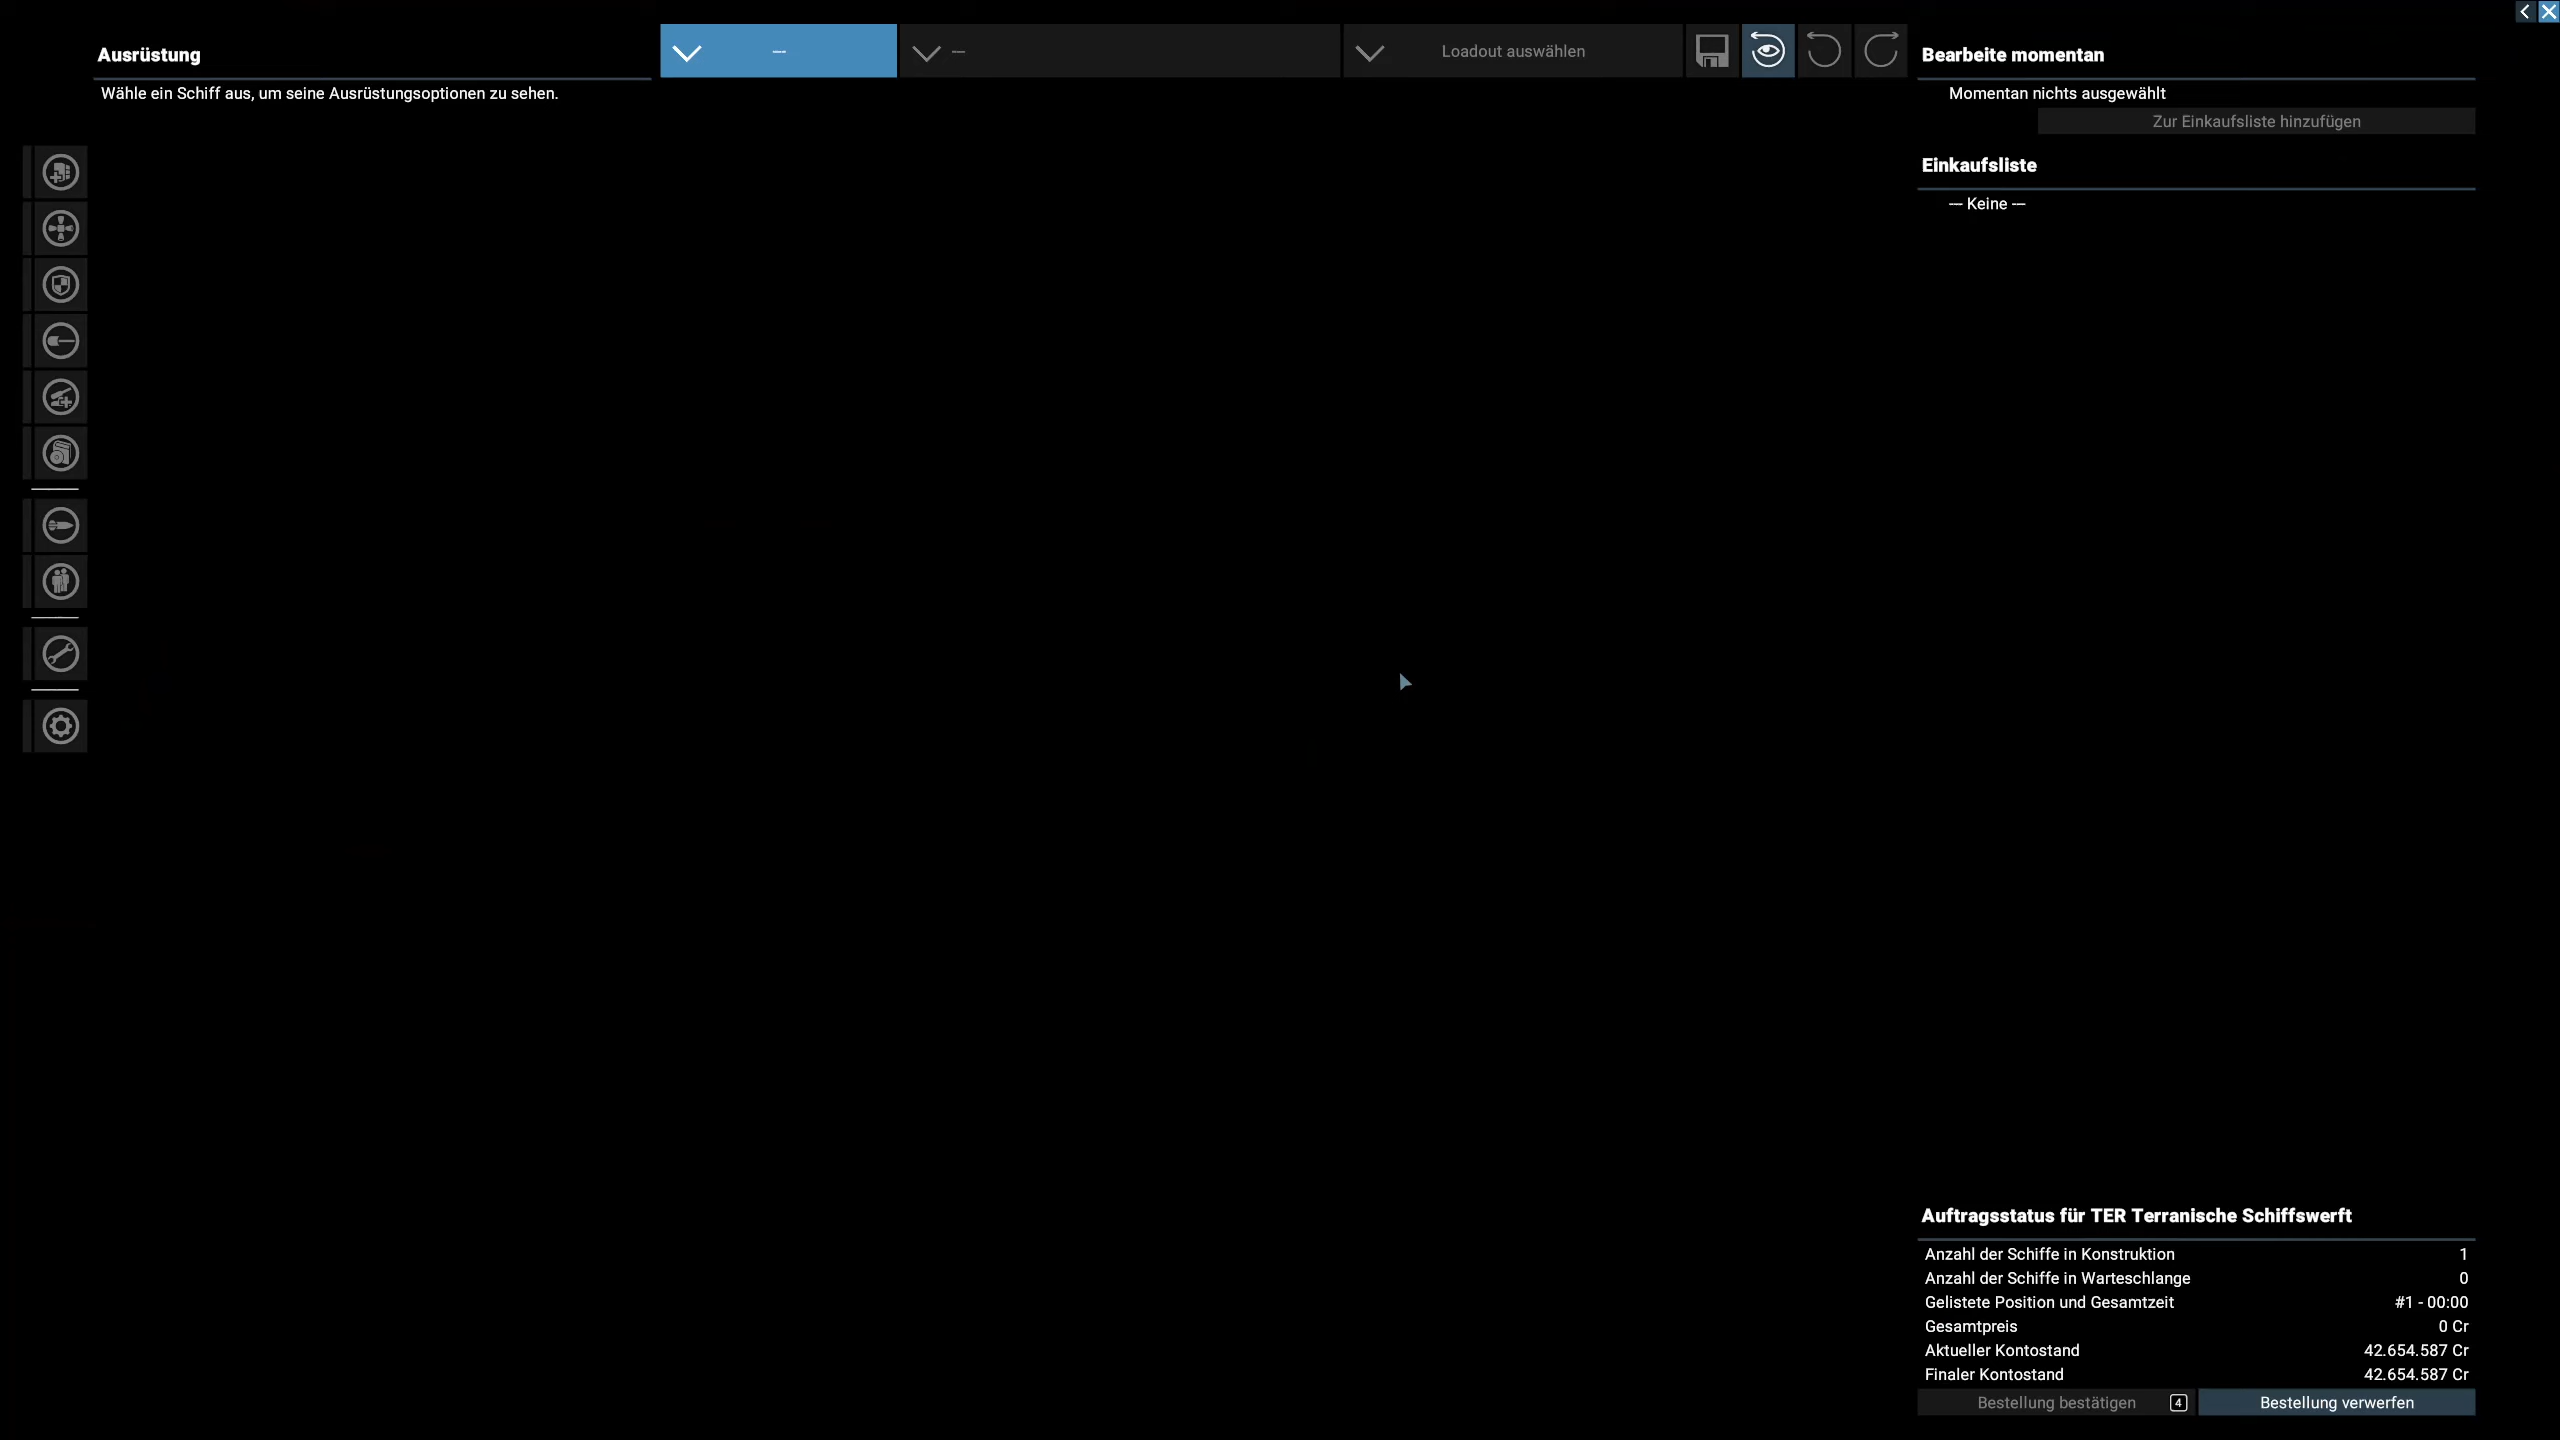 Ausrüstung
Wähle ein Schiff aus, um seine Ausrüstungsoptionen zu sehen.
---
---
Loadout auswählen
Bearbeite momentan
Momentan nichts ausgewählt
Zur Einkaufsliste hinzufügen
Einkaufsliste
--- Keine ---
Auftragsstatus für TER Terranische Schiffswerft
Anzahl der Schiffe in Konstruktion 1
Anzahl der Schiffe in Warteschlange 0
Gelistete Position und Gesamtzeit #1 - 00:00
Gesamtpreis 0 Cr
Aktueller Kontostand 42.654.587 Cr
Finaler Kontostand 42.654.587 Cr
Bestellung bestätigen 4 Bestellung verwerfen